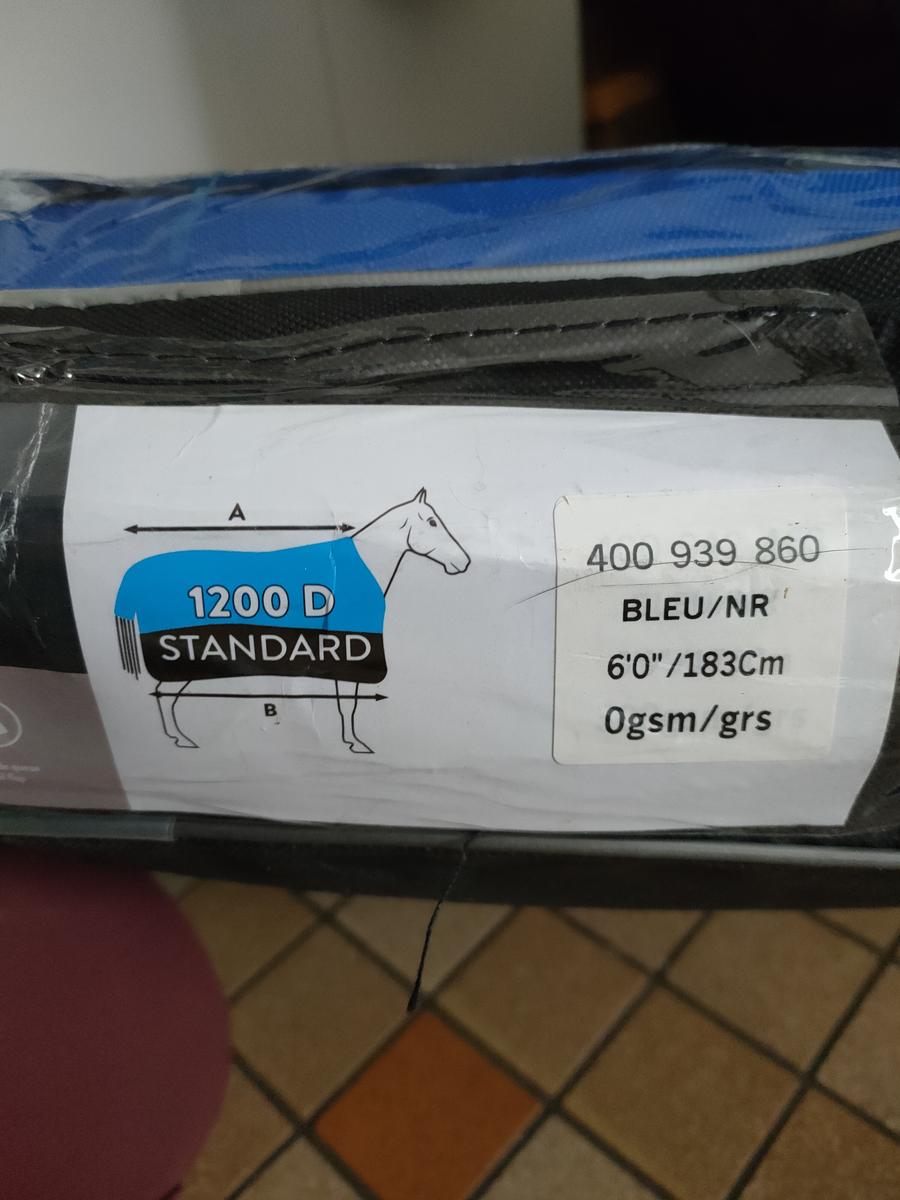 A
1200 D
STANDARD
B
400 939 860
BLEU/NR
6'0"/183Cm
0gsm/grs